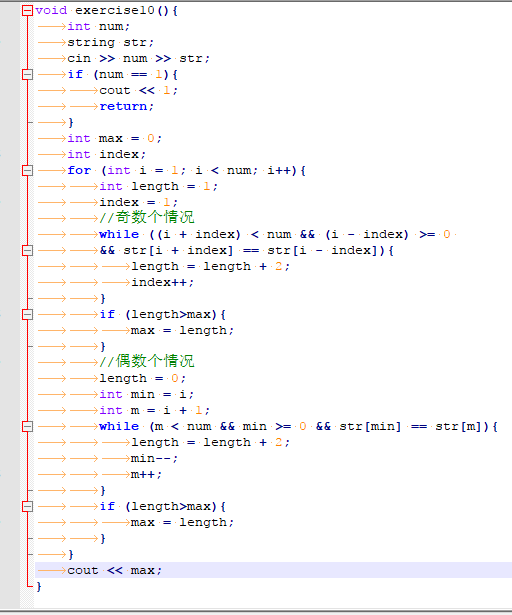 void exercise10(){
int num;
string str;
cin >> num >> str;
if (num == 1){
cout << 1;
return;
}
int max = 0;
int index;
for (int i = 1; i < num; i++){
int length = 1;
index = 1;
//奇数个情况
while ((i + index) < num && (i - index) >= 0
&& str[i + index] == str[i - index]){
length = length + 2;
index++;
}
if (length>max){
max = length;
}
//偶数个情况
length = 0;
int min = i;
int m = i + 1;
while (m < num && min >= 0 && str[min] == str[m]){
length = length + 2;
min--;
m++;
}
if (length>max){
max = length;
}
}
cout << max;
}